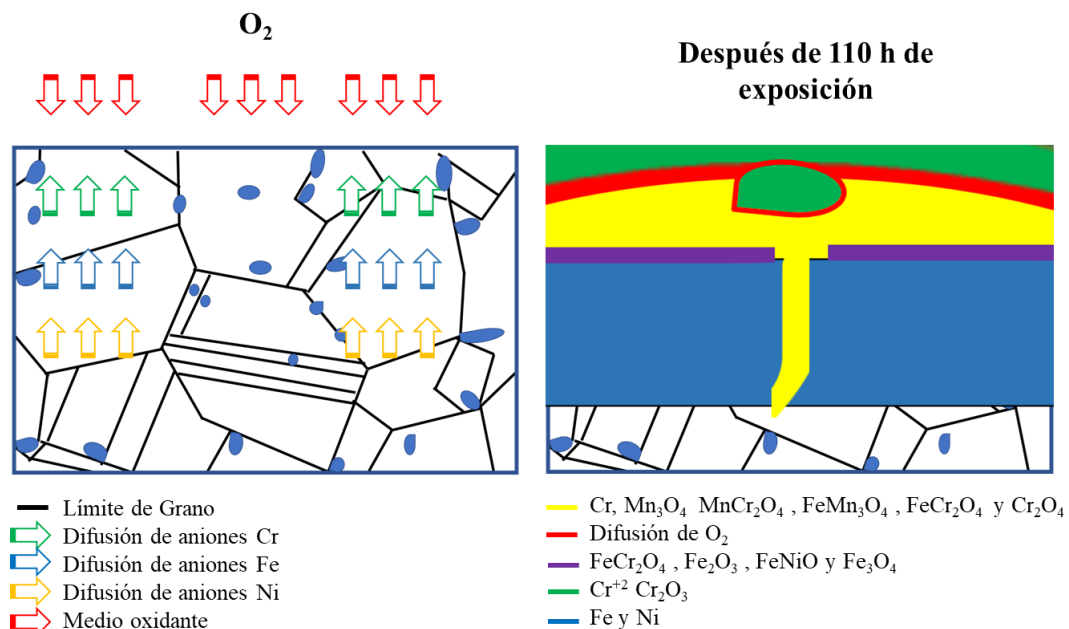 O₂
Después de 110 h de
exposición
Límite de Grano
Difusión de aniones Cr
Difusión de aniones Fe
Difusión de aniones Ni
Medio oxidante
Cr, Mn₃O₄ MnCr₂O₄ , FeMn₃O₄ , FeCr₂O₄ y Cr₂O₄
Difusión de O₂
FeCr₂O₄ , Fe₂O₃ , FeNiO y Fe₃O₄
Cr⁺² Cr₂O₃
Fe y Ni